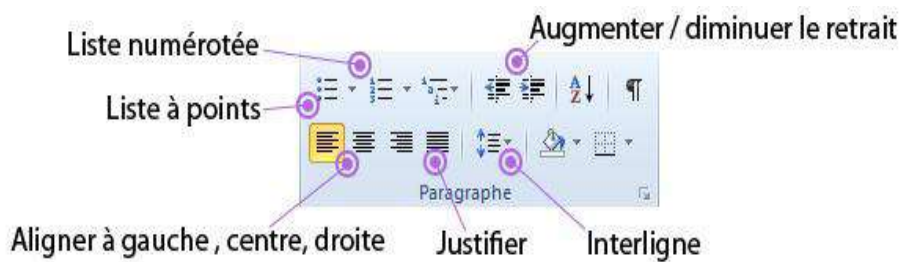 Augmenter / diminuer le retrait
Liste numérotée
Liste à points
Paragraphe
Aligner à gauche , centre, droite
Justifier
Interligne